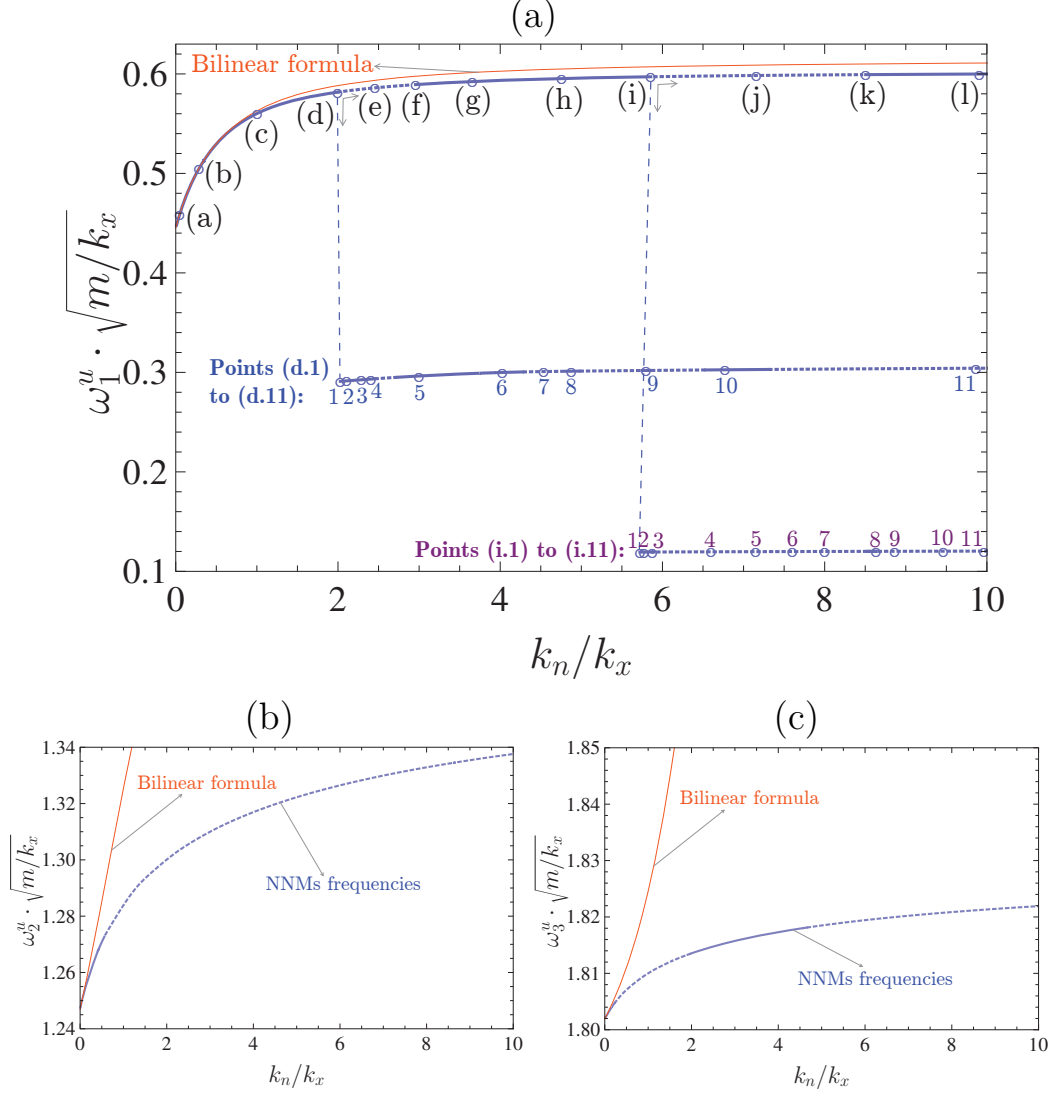 (a)
Bilinear formula
(a)
(b)
(c)
(d)
(e)
(f)
(g)
(h)
(i)
(j)
(k)
(l)
0.6
0.5
0.4
0.3
0.2
0.1
ω₁ᵘ · √m/kₓ
Points (d.1)
to (d.11):
1 2 3 4 5 6 7 8 9 10 11
Points (i.1) to (i.11):
1 2 3 4 5 6 7 8 9 10 11
0 2 4 6 8 10
kₙ/kₓ
(b)
1.34
1.32
1.30
1.28
1.26
1.24
ω₂ᵘ · √m/kₓ
Bilinear formula
NNMs frequencies
0 2 4 6 8 10
kₙ/kₓ
(c)
1.85
1.84
1.83
1.82
1.81
1.80
ω₃ᵘ · √m/kₓ
Bilinear formula
NNMs frequencies
0 2 4 6 8 10
kₙ/kₓ